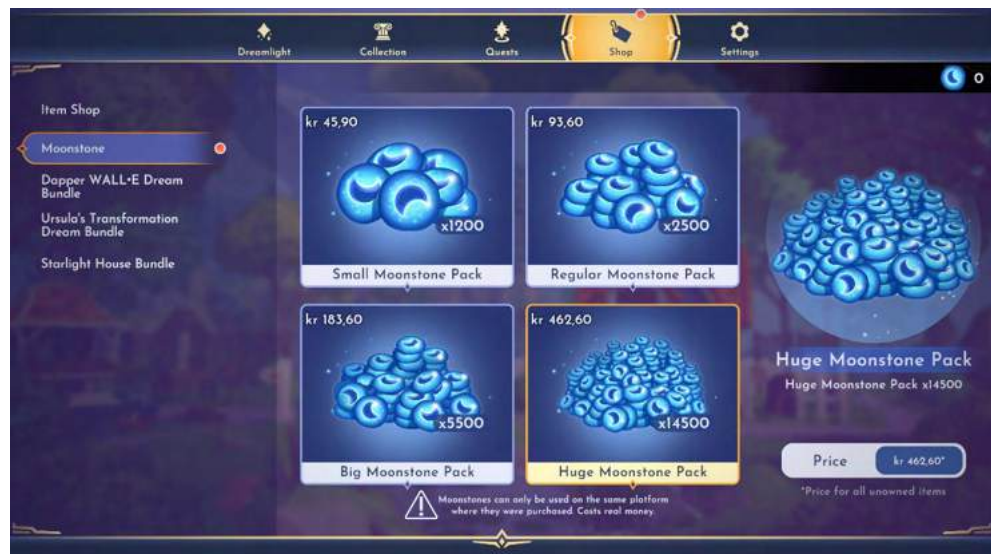 Dreamlight
Collection
Quests
Shop
Settings
0
Item Shop
Moonstone
Dapper WALL•E Dream
Bundle
Ursula's Transformation
Dream Bundle
Starlight House Bundle
kr 45,90
x1200
Small Moonstone Pack
kr 93,60
x2500
Regular Moonstone Pack
kr 183,60
x5500
Big Moonstone Pack
kr 462,60
x14500
Huge Moonstone Pack
Moonstones can only be used on the same platform
where they were purchased. Costs real money.
Huge Moonstone Pack
Huge Moonstone Pack x14500
Price kr 462,60*
*Price for all unowned items